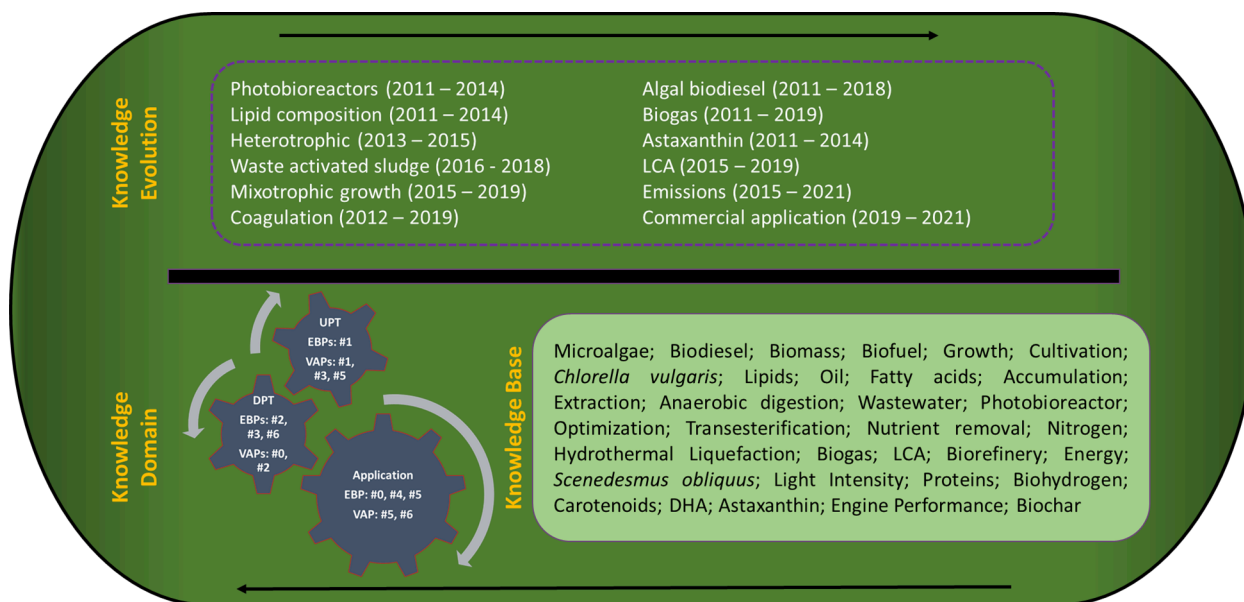 Knowledge
Evolution
Photobioreactors (2011 – 2014)
Lipid composition (2011 – 2014)
Heterotrophic (2013 – 2015)
Waste activated sludge (2016 - 2018)
Mixotrophic growth (2015 – 2019)
Coagulation (2012 – 2019)
Algal biodiesel (2011 – 2018)
Biogas (2011 – 2019)
Astaxanthin (2011 – 2014)
LCA (2015 – 2019)
Emissions (2015 – 2021)
Commercial application (2019 – 2021)
Knowledge
Domain
UPT
EBPs: #1
VAPs: #1,
#3, #5
DPT
EBPs: #2,
#3, #6
VAPs: #0,
#2
Application
EBP: #0, #4, #5
VAP: #5, #6
Knowledge Base
Microalgae; Biodiesel; Biomass; Biofuel; Growth; Cultivation;
Chlorella vulgaris; Lipids; Oil; Fatty acids; Accumulation;
Extraction; Anaerobic digestion; Wastewater; Photobioreactor;
Optimization; Transesterification; Nutrient removal; Nitrogen;
Hydrothermal Liquefaction; Biogas; LCA; Biorefinery; Energy;
Scenedesmus obliquus; Light Intensity; Proteins; Biohydrogen;
Carotenoids; DHA; Astaxanthin; Engine Performance; Biochar